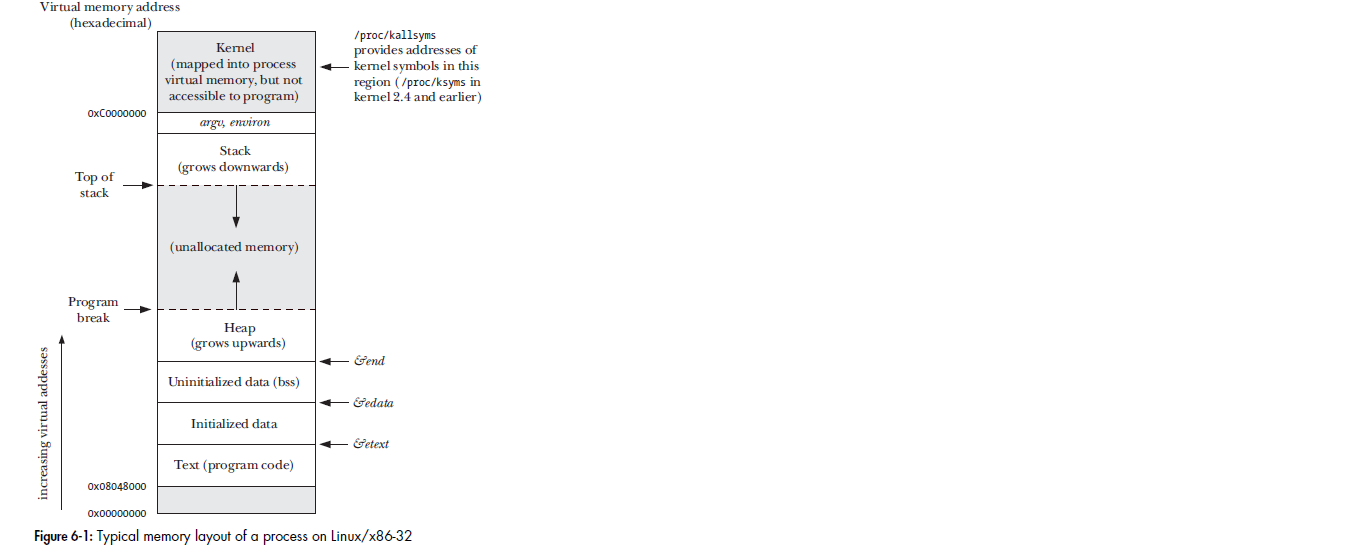 Virtual memory address
(hexadecimal)
/proc/kallsyms
provides addresses of
kernel symbols in this
region (/proc/ksyms in
kernel 2.4 and earlier)
Kernel
(mapped into process
virtual memory, but not
accessible to program)
0xC0000000
argv, environ
Stack
(grows downwards)
Top of
stack
(unallocated memory)
Program
break
Heap
(grows upwards)
&end
Uninitialized data (bss)
&edata
Initialized data
&etext
Text (program code)
0x08048000
0x00000000
increasing virtual addesses
Figure 6-1: Typical memory layout of a process on Linux/x86-32